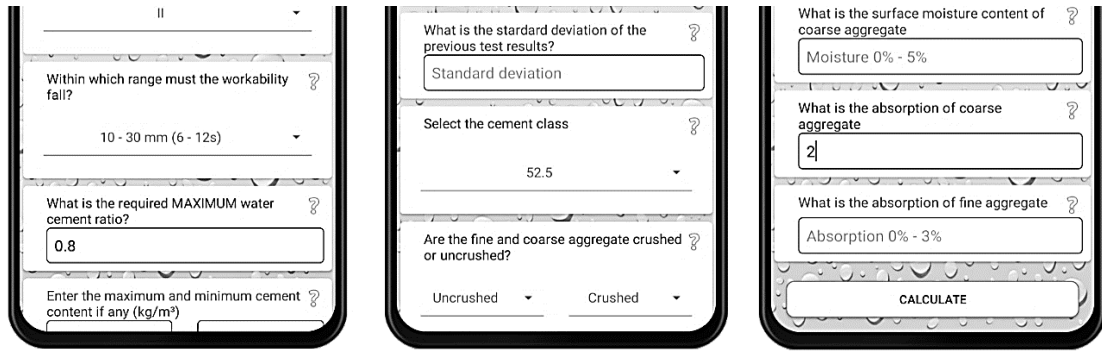 II
Within which range must the workability ?
fall?
10 - 30 mm (6 - 12s)
What is the required MAXIMUM water ?
cement ratio?
0.8
Enter the maximum and minimum cement ?
content if any (kg/m³)
What is the stardard deviation of the ?
previous test results?
Standard deviation
Select the cement class ?
52.5
Are the fine and coarse aggregate crushed ?
or uncrushed?
Uncrushed Crushed
What is the surface moisture content of ?
coarse aggregate
Moisture 0% - 5%
What is the absorption of coarse ?
aggregate
2
What is the absorption of fine aggregate ?
Absorption 0% - 3%
CALCULATE